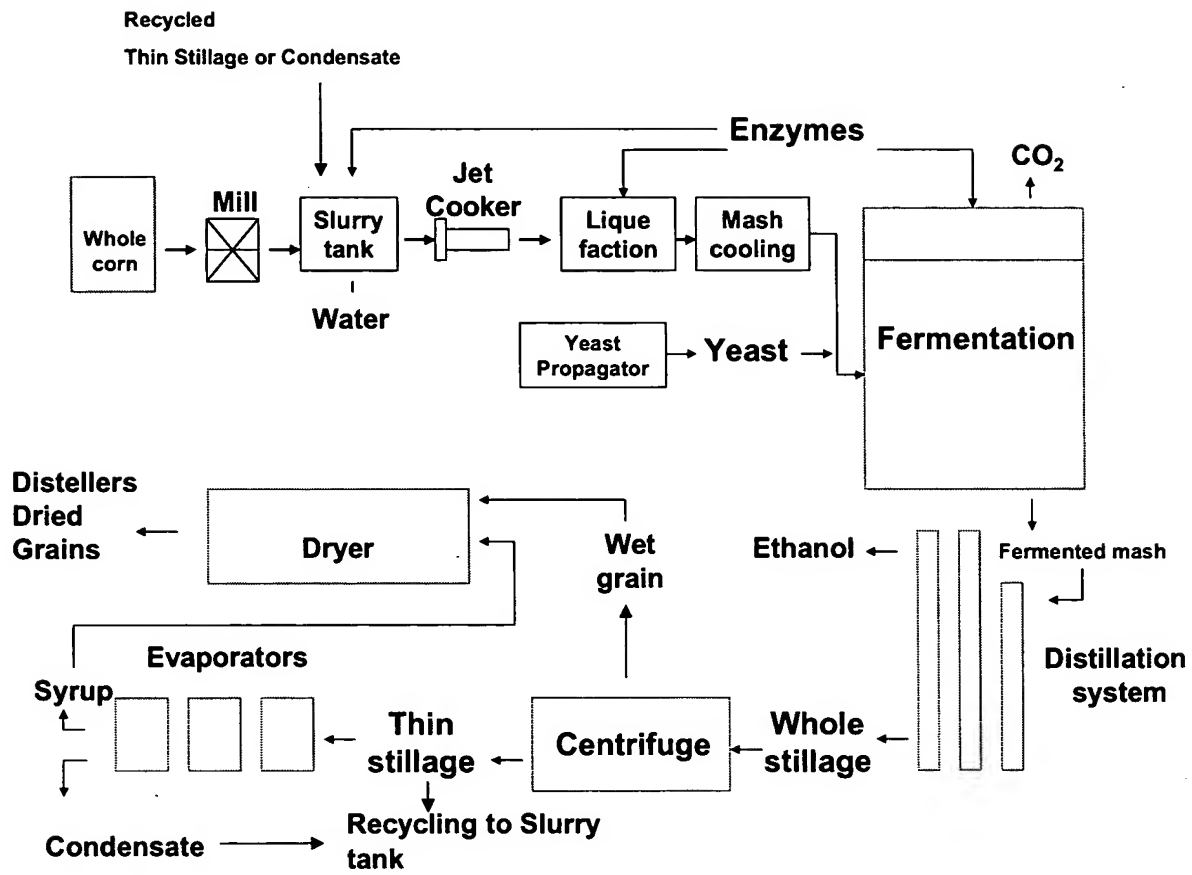 Recycled
Thin Stillage or Condensate
Enzymes
CO₂
Whole
corn
Mill
Slurry
tank
Water
Jet
Cooker
Lique
faction
Mash
cooling
Yeast
Propagator
Yeast
Fermentation
Distellers
Dried
Grains
Dryer
Wet
grain
Ethanol
Fermented mash
Distillation
system
Evaporators
Syrup
Thin
stillage
Centrifuge
Whole
stillage
Condensate
Recycling to Slurry
tank